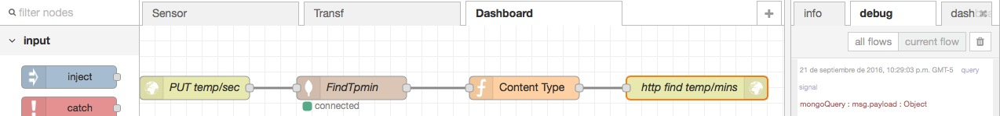 filter nodes
Sensor
Transf
Dashboard
+
info
debug
dash
input
all flows
current flow
inject
PUT temp/sec
FindTpmin
Content Type
http find temp/mins
21 de septiembre de 2016, 10:29:03 p.m. GMT-5 query
signal
catch
connected
mongoQuery : msg.payload : Object